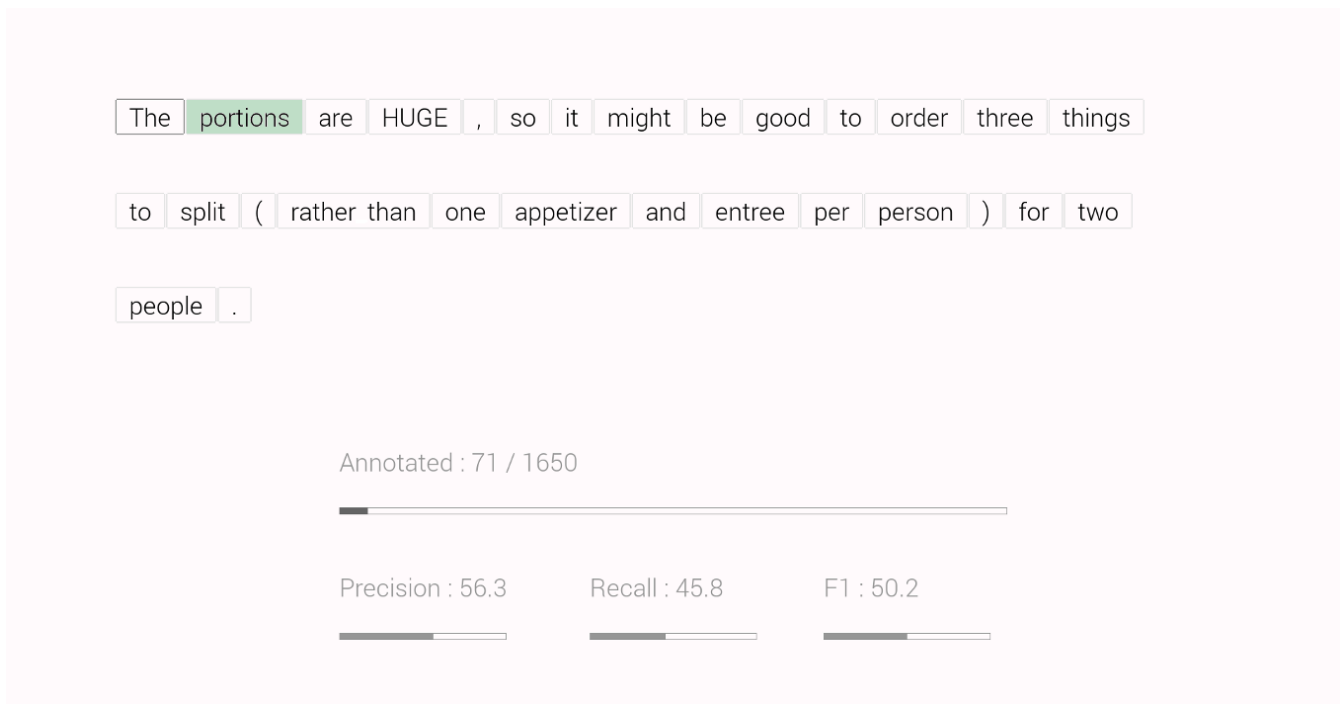 The portions are HUGE , so it might be good to order three things
to split ( rather than one appetizer and entree per person ) for two
people .
Annotated : 71 / 1650
Precision : 56.3 Recall : 45.8 F1 : 50.2